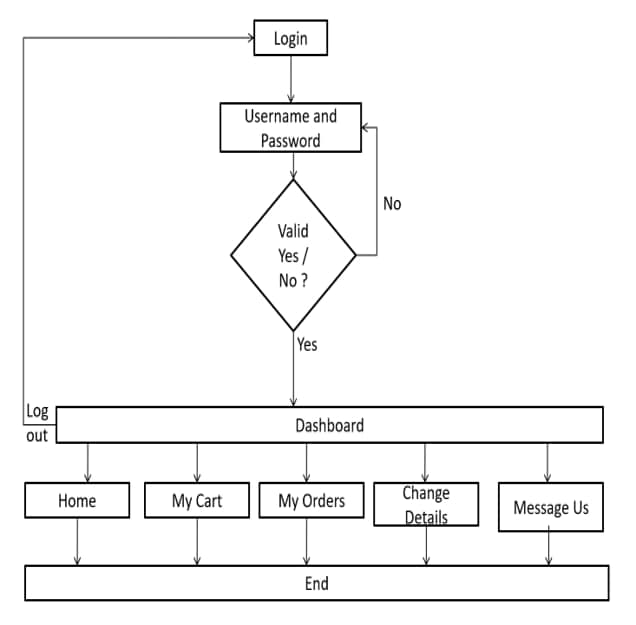 Login
Username and
Password
No
Valid
Yes /
No ?
Yes
Log
out
Dashboard
Home
My Cart
My Orders
Change
Details
Message Us
End